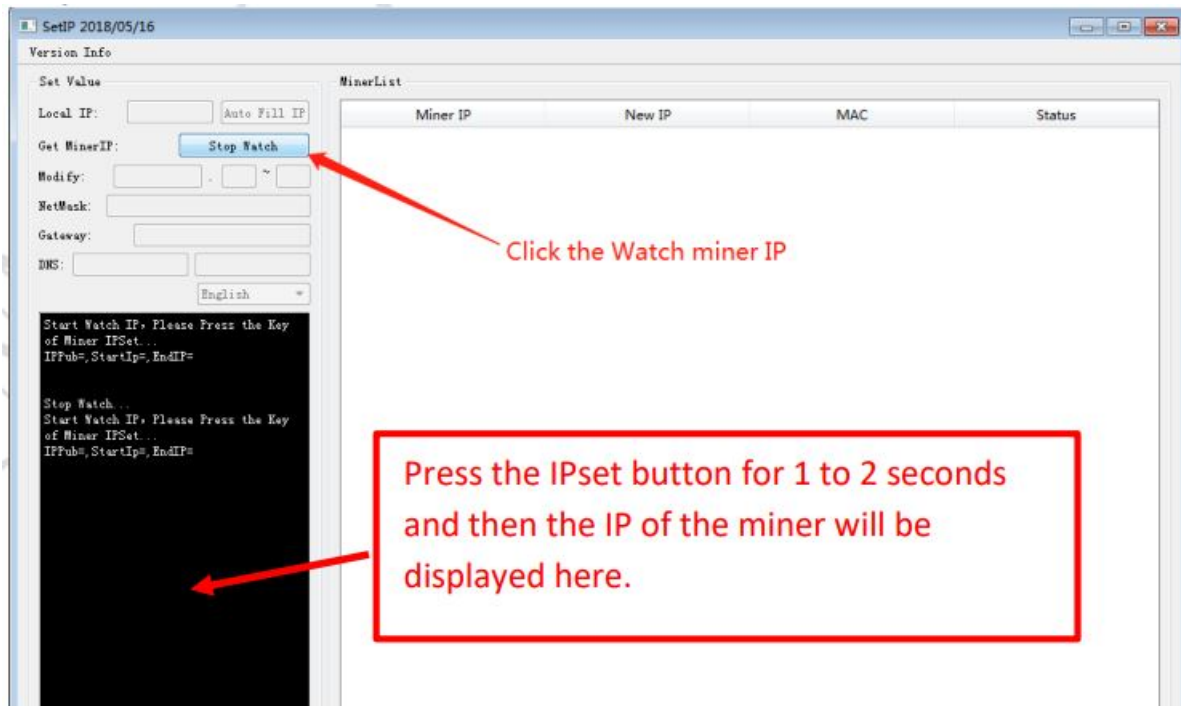 SetIP 2018/05/16
Version Info
Set Value
MinerList
Local IP:
Auto Fill IP
Miner IP
New IP
MAC
Status
Get MinerIP:
Stop Watch
Modify:
. ~
NetMask:
Gateway:
Click the Watch miner IP
DNS:
English
Start Watch IP, Please Press the Key
of Miner IPSet...
IPPub=,StartIp=,EndIP=
Stop Watch...
Start Watch IP, Please Press the Key
of Miner IPSet...
IPPub=,StartIp=,EndIP=
Press the IPset button for 1 to 2 seconds
and then the IP of the miner will be
displayed here.